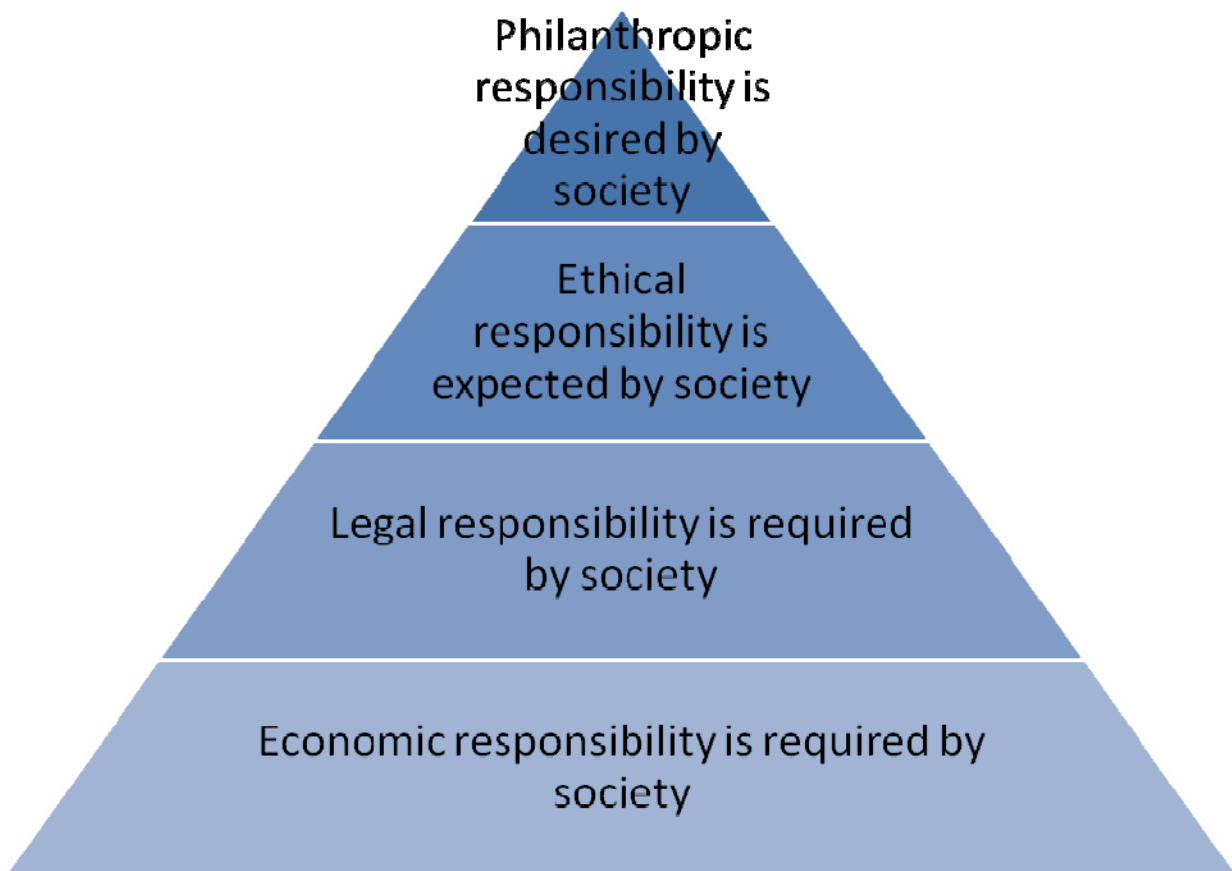 Philanthropic
responsibility is
desired by
society
Ethical
responsibility is
expected by society
Legal responsibility is required
by society
Economic responsibility is required by
society